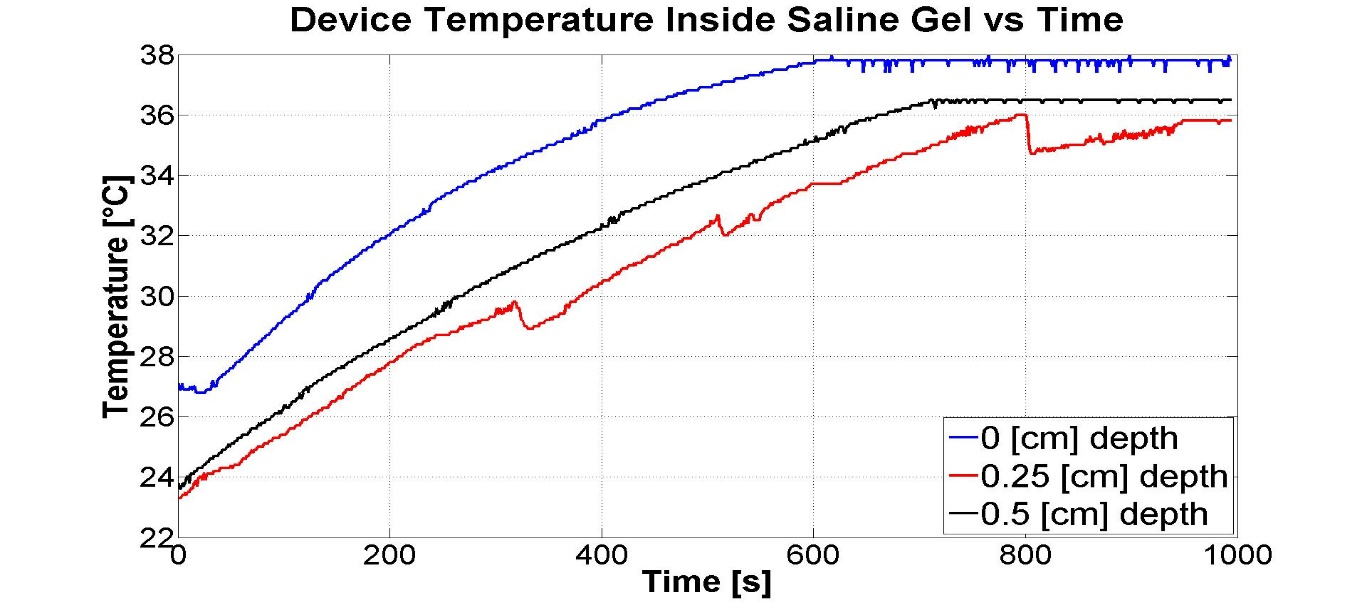 Device Temperature Inside Saline Gel vs Time
Temperature [°C]
38
36
34
32
30
28
26
24
22
0 200 400 600 800 1000
Time [s]
0 [cm] depth
0.25 [cm] depth
0.5 [cm] depth